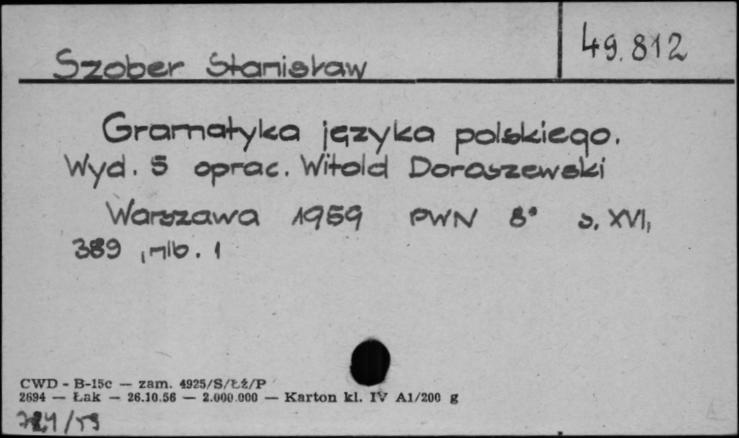 49.812
Szober Stanisław
Gramatyka języka polskiego.
Wyd. 5 oprac. Witold Doroszewski
Warszawa 1959 PWN 8° s. XVI,
389, nlb. 1
CWD - B-15c — zam. 4925/S/Łż/P
2694 — Łak — 26.10.56 — 2.000.000 — Karton kl. IV A1/200 g